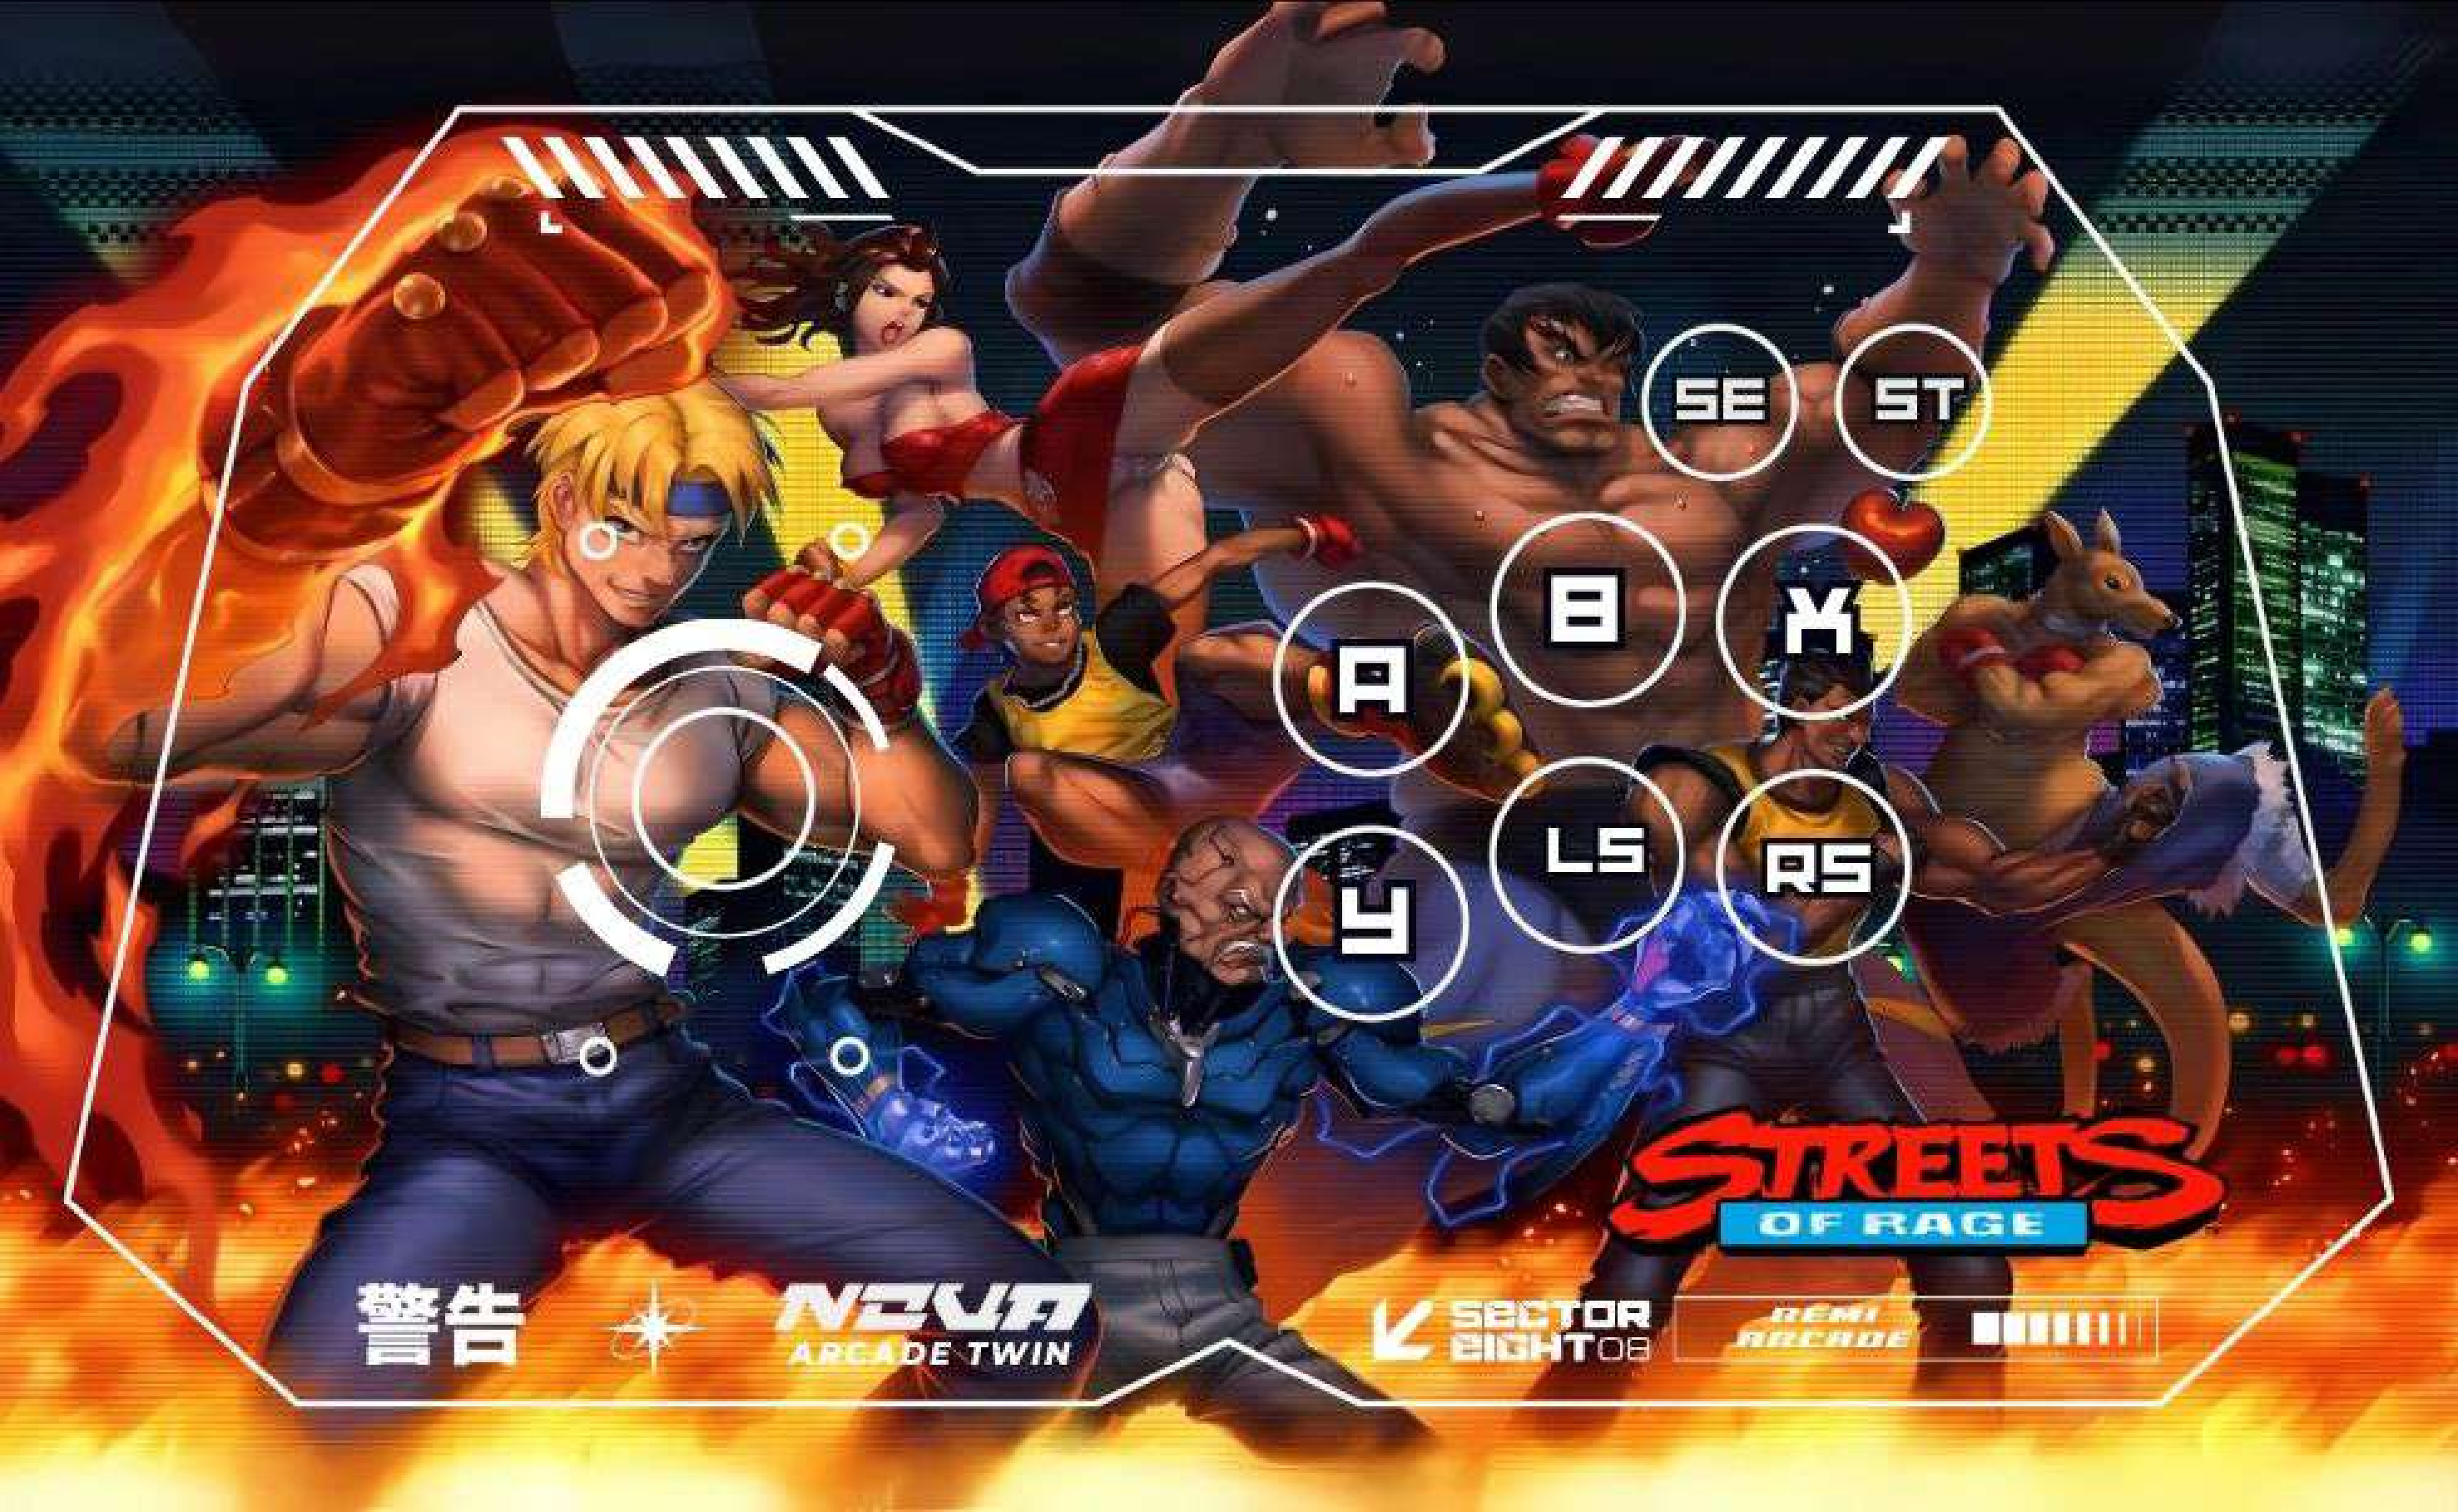 SE
ST
B
X
A
LS
RS
Y
STREETS
OF RAGE
警告
NOVA
ARCADE TWIN
SECTOR
EIGHT08
REMI
ARCADE